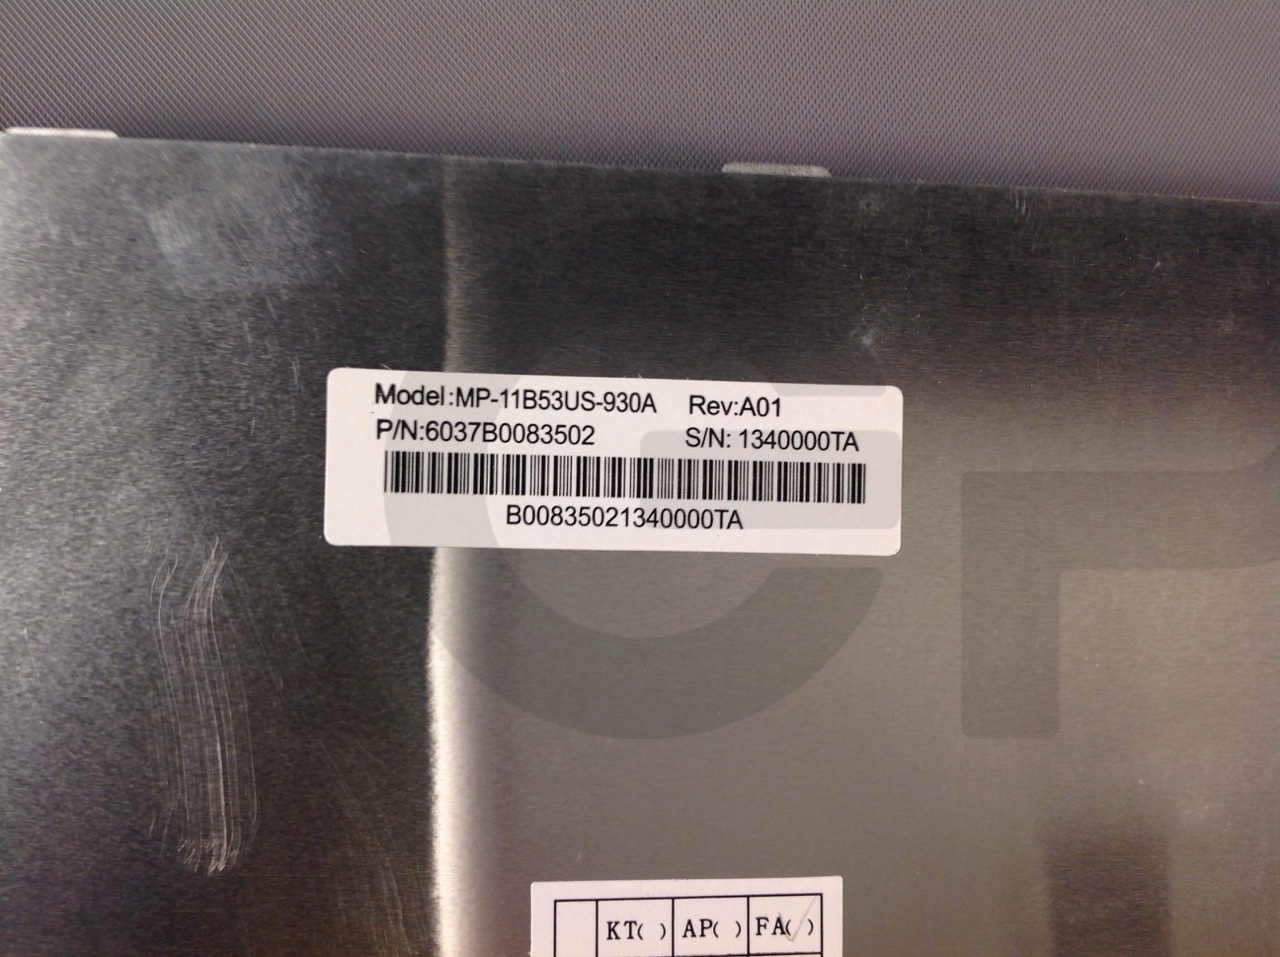 Model:MP-11B53US-930A Rev:A01
P/N:6037B0083502 S/N: 1340000TA
B00835021340000TA
KT( ) AP( ) FA(✓)